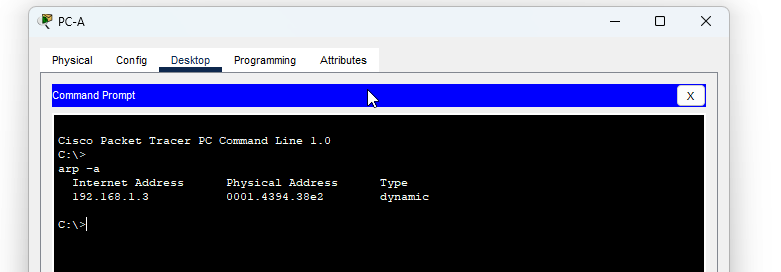 PC-A
Physical Config Desktop Programming Attributes
Command Prompt
X
Cisco Packet Tracer PC Command Line 1.0
C:\>
arp -a
Internet Address Physical Address Type
192.168.1.3 0001.4394.38e2 dynamic
C:\>